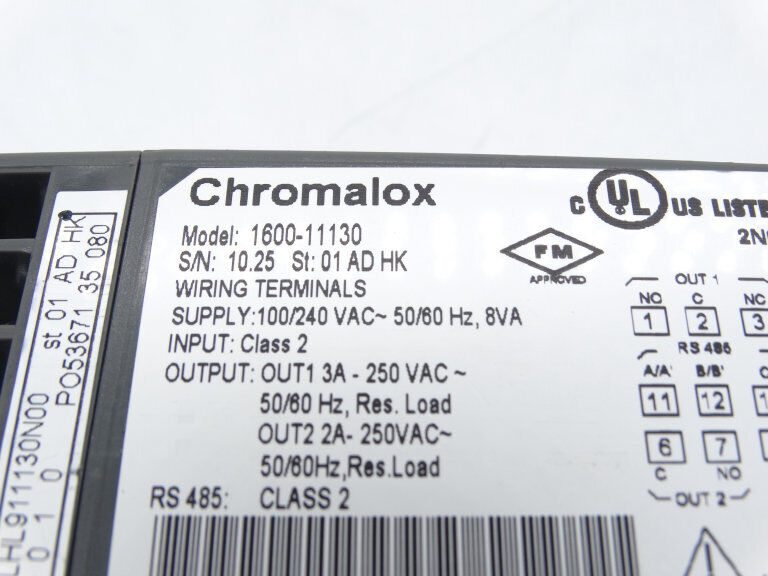 Chromalox
Model: 1600-11130
S/N: 10.25 St: 01 AD HK
WIRING TERMINALS
SUPPLY:100/240 VAC~ 50/60 Hz, 8VA
INPUT: Class 2
OUTPUT: OUT1 3A - 250 VAC ~
50/60 Hz, Res. Load
OUT2 2A- 250VAC~
50/60Hz,Res.Load
RS 485: CLASS 2
C UL US LISTE
FM
APPROVED
OUT 1
NO C NC
1 2 3
RS 485
A/A' B/B' C
11 12
6 7
C NO
OUT 2
LHL911130N00 st 01 AD HK
0 1 0 PO53671 35 080